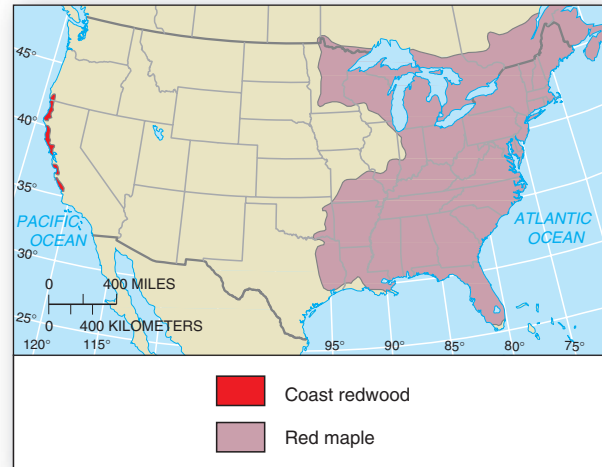 45°
40°
35°
PACIFIC
OCEAN
ATLANTIC
OCEAN
30°
0 400 MILES
0 400 KILOMETERS
25°
120° 115° 95° 90° 85° 80° 75°
Coast redwood
Red maple